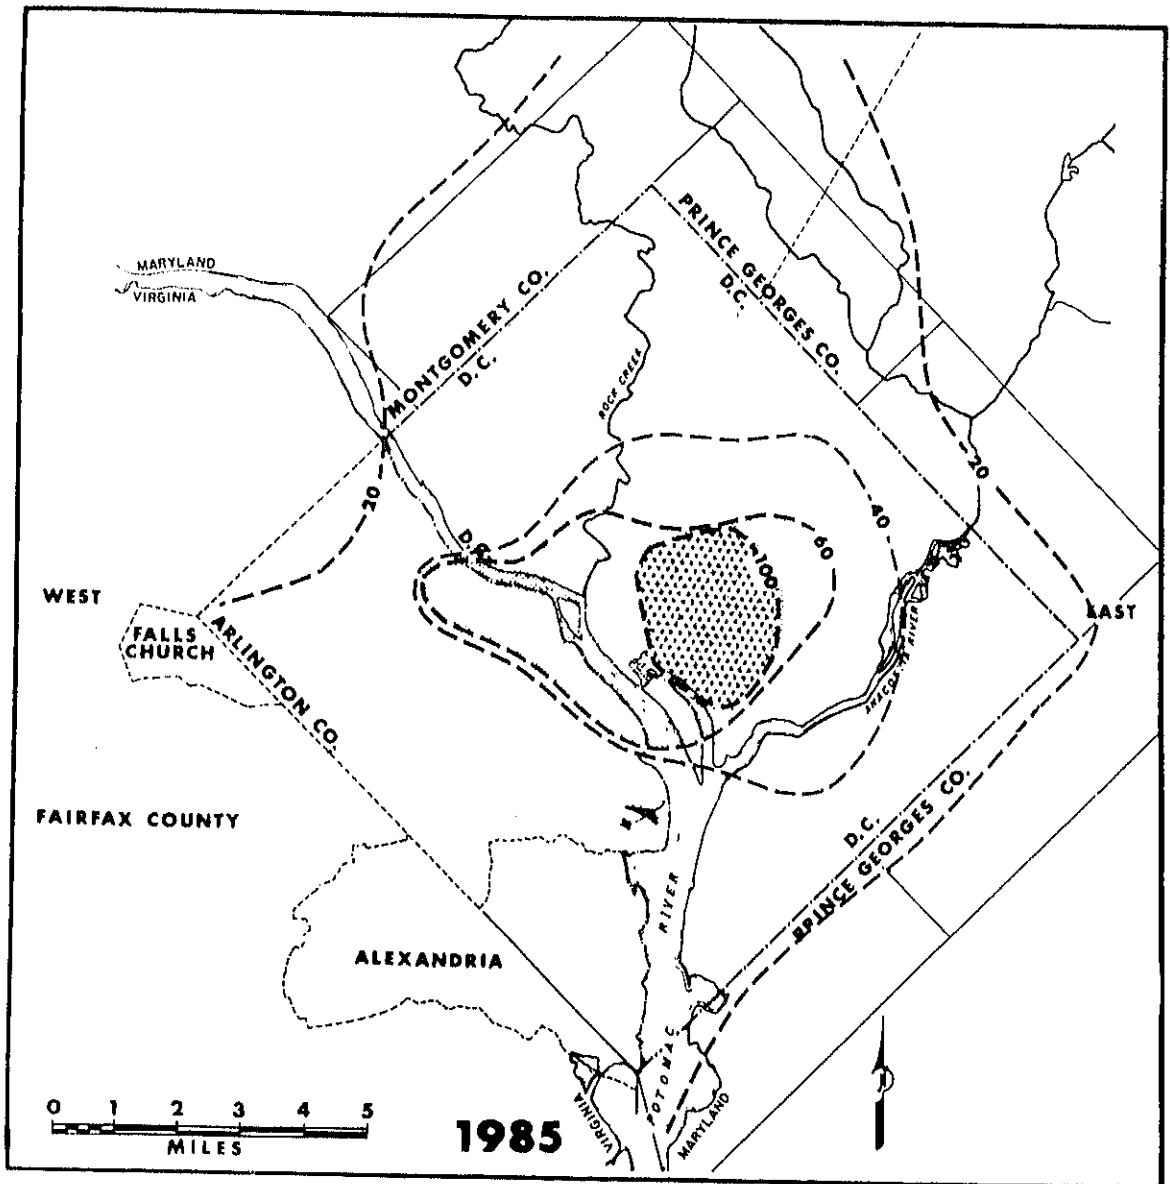 MARYLAND
VIRGINIA
MONTGOMERY CO.
D.C.
PRINCE GEORGES CO.
D.C.
ROCK CREEK
20
20
40
60
100
D.C.
WEST
EAST
FALLS
CHURCH
ARLINGTON CO.
ANACOSTIA RIVER
FAIRFAX COUNTY
D.C.
PRINCE GEORGES CO.
ALEXANDRIA
POTOMAC RIVER
VIRGINIA
MARYLAND
0 1 2 3 4 5
MILES
1985